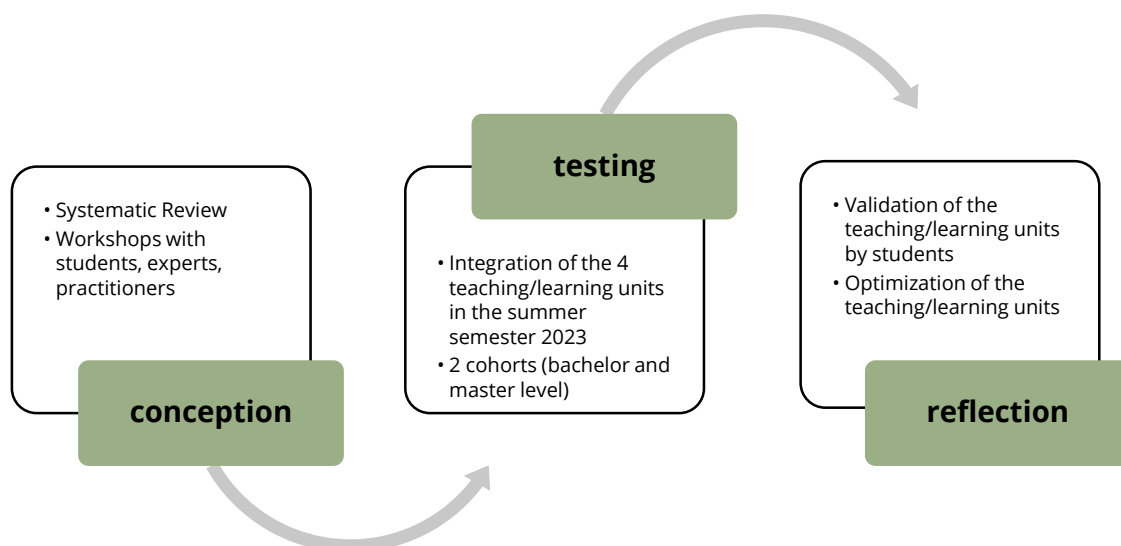 • Systematic Review
• Workshops with
students, experts,
practitioners
conception
testing
• Integration of the 4
teaching/learning units
in the summer
semester 2023
• 2 cohorts (bachelor and
master level)
• Validation of the
teaching/learning units
by students
• Optimization of the
teaching/learning units
reflection